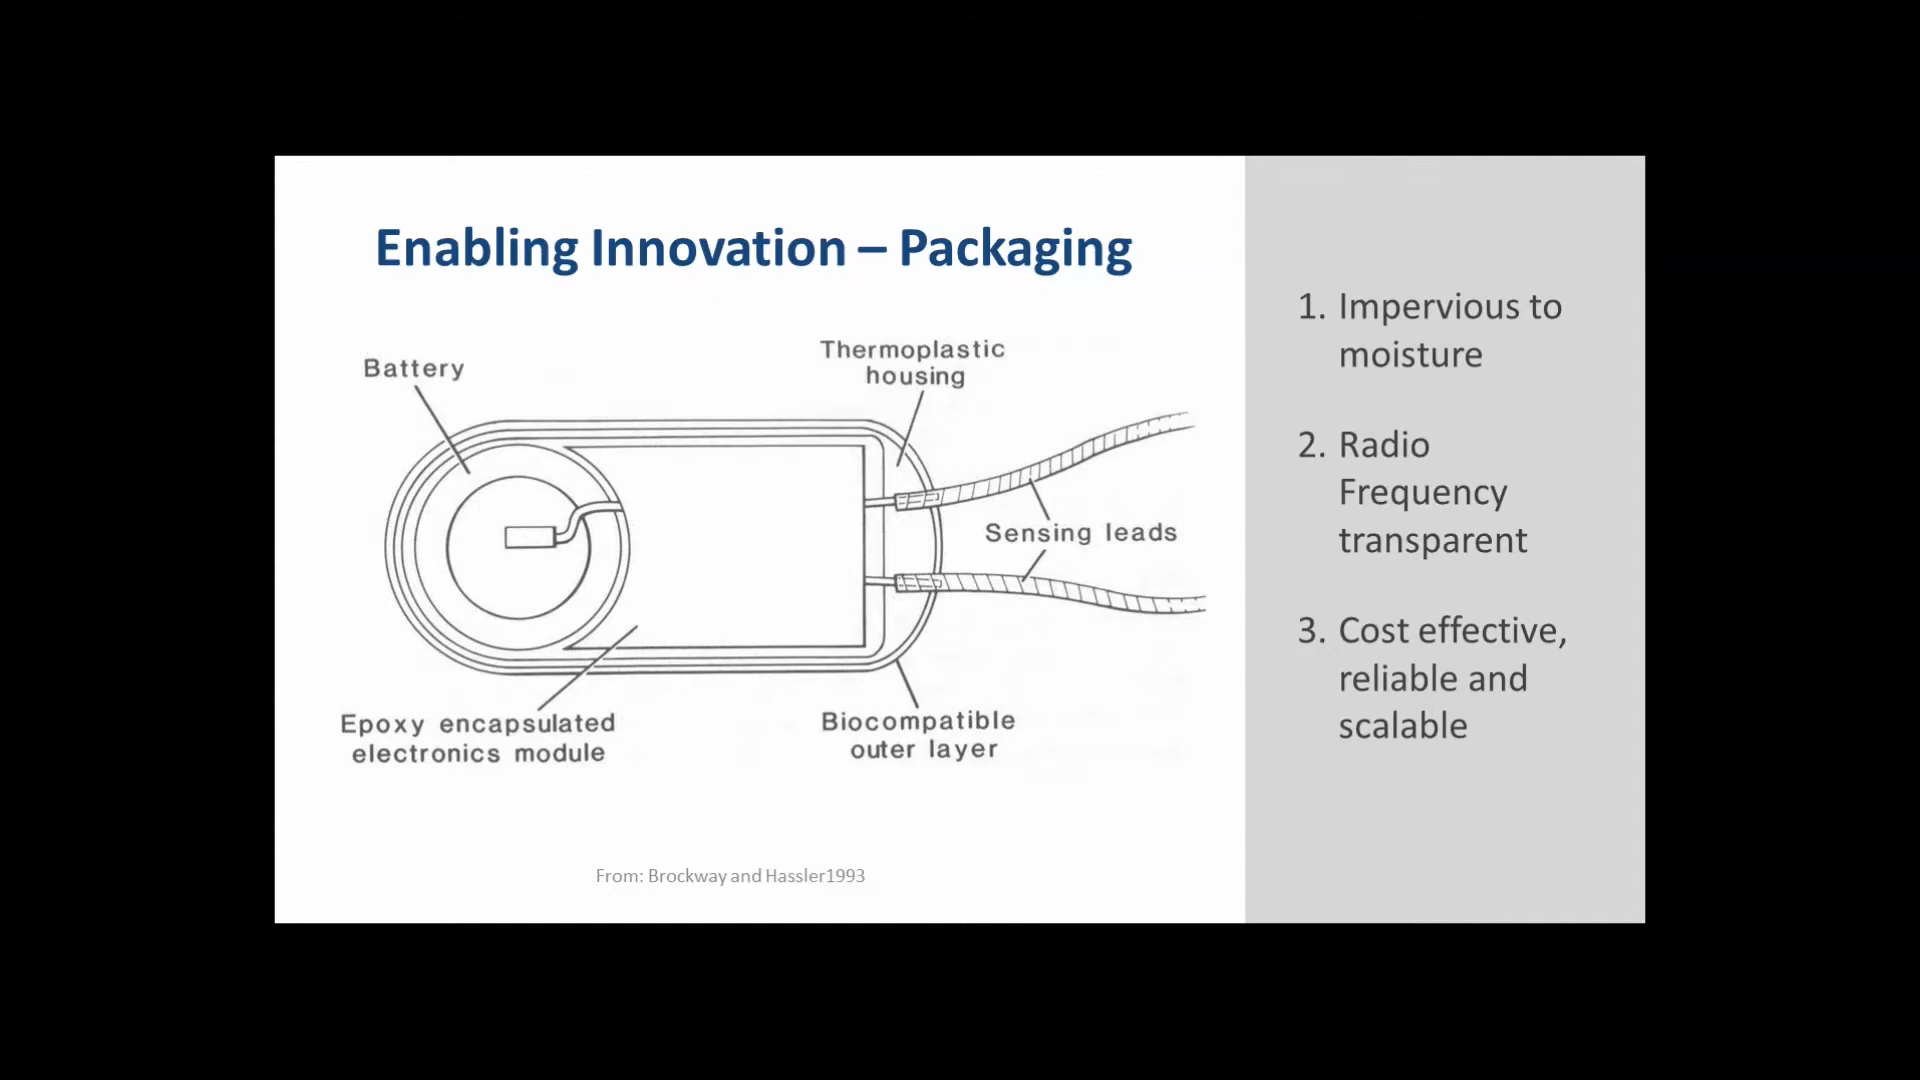 Enabling Innovation – Packaging
Battery
Thermoplastic
housing
Sensing leads
Epoxy encapsulated
electronics module
Biocompatible
outer layer
From: Brockway and Hassler1993
1. Impervious to
moisture
2. Radio
Frequency
transparent
3. Cost effective,
reliable and
scalable